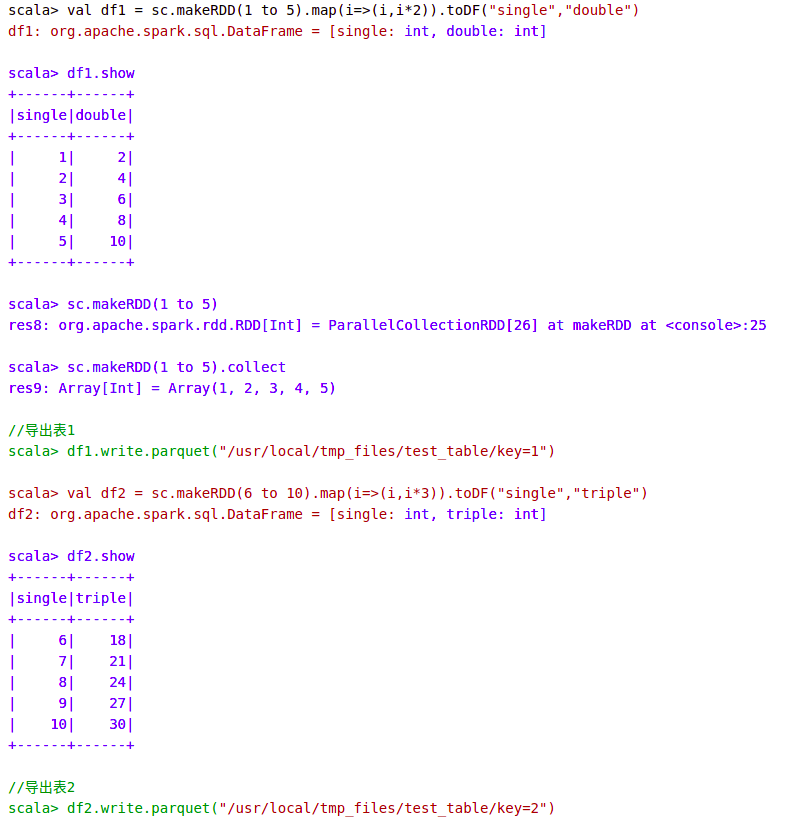 scala> val df1 = sc.makeRDD(1 to 5).map(i=>(i,i*2)).toDF("single","double")
df1: org.apache.spark.sql.DataFrame = [single: int, double: int]
scala> df1.show
+------+------+
|single|double|
+------+------+
|     1|     2|
|     2|     4|
|     3|     6|
|     4|     8|
|     5|    10|
+------+------+
scala> sc.makeRDD(1 to 5)
res8: org.apache.spark.rdd.RDD[Int] = ParallelCollectionRDD[26] at makeRDD at <console>:25
scala> sc.makeRDD(1 to 5).collect
res9: Array[Int] = Array(1, 2, 3, 4, 5)
//导出表1
scala> df1.write.parquet("/usr/local/tmp_files/test_table/key=1")
scala> val df2 = sc.makeRDD(6 to 10).map(i=>(i,i*3)).toDF("single","triple")
df2: org.apache.spark.sql.DataFrame = [single: int, triple: int]
scala> df2.show
+------+------+
|single|triple|
+------+------+
|     6|    18|
|     7|    21|
|     8|    24|
|     9|    27|
|    10|    30|
+------+------+
//导出表2
scala> df2.write.parquet("/usr/local/tmp_files/test_table/key=2")